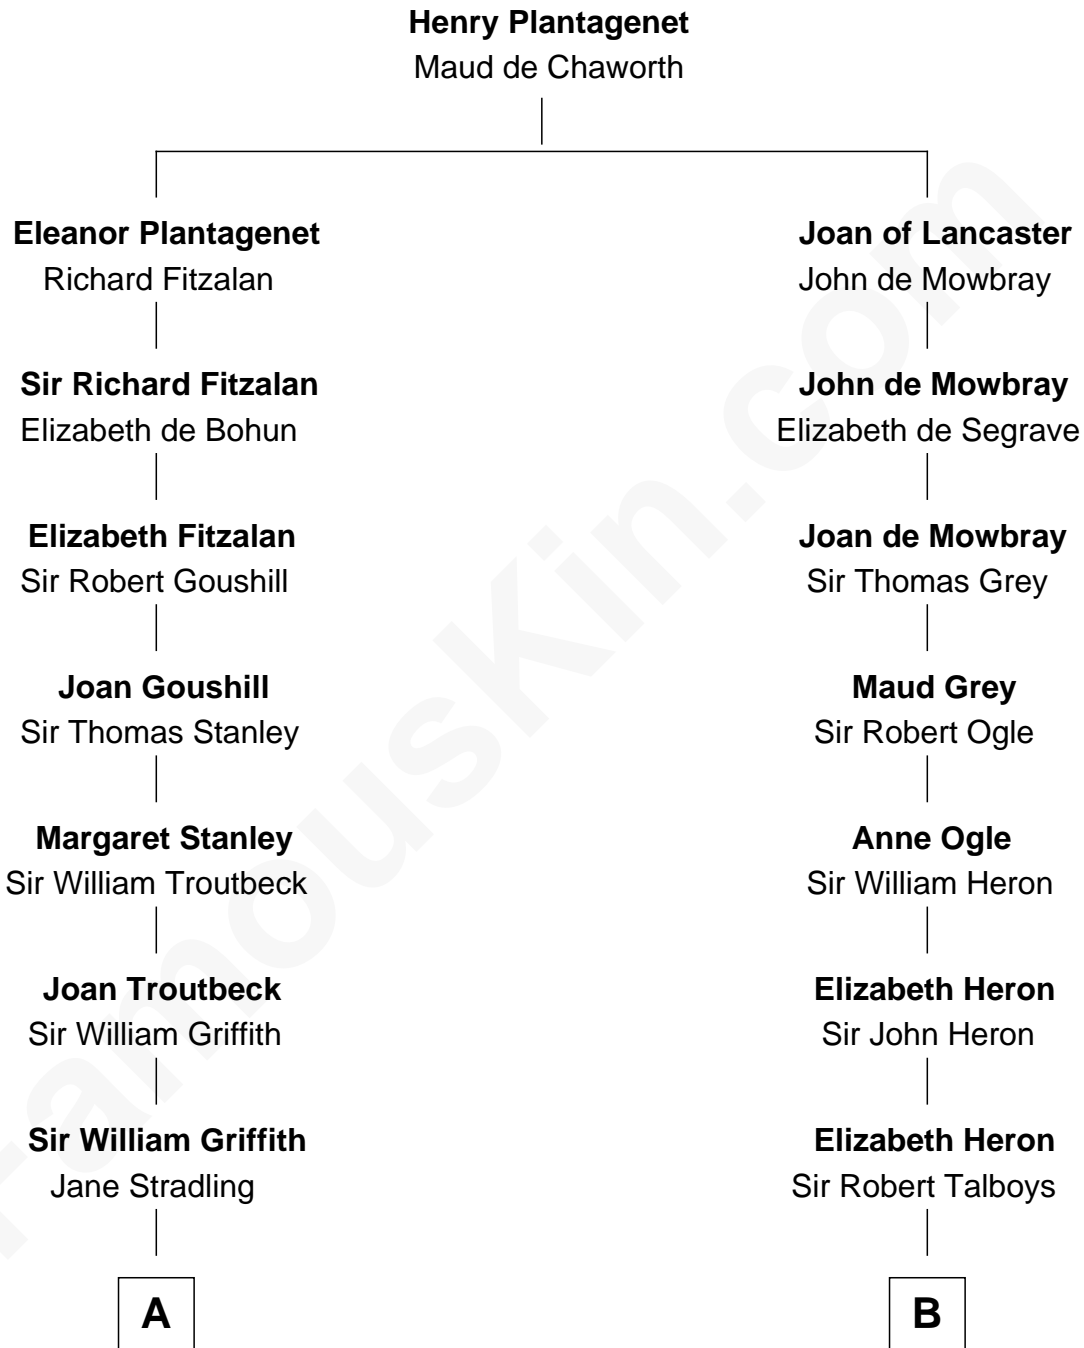 Henry Plantagenet
Maud de Chaworth
Eleanor Plantagenet
Richard Fitzalan
Joan of Lancaster
John de Mowbray
Sir Richard Fitzalan
Elizabeth de Bohun
John de Mowbray
Elizabeth de Segrave
Elizabeth Fitzalan
Sir Robert Goushill
Joan de Mowbray
Sir Thomas Grey
Joan Goushill
Sir Thomas Stanley
Maud Grey
Sir Robert Ogle
Margaret Stanley
Sir William Troutbeck
Anne Ogle
Sir William Heron
Joan Troutbeck
Sir William Griffith
Elizabeth Heron
Sir John Heron
Sir William Griffith
Jane Stradling
Elizabeth Heron
Sir Robert Talboys
A
B
FamousKin.com